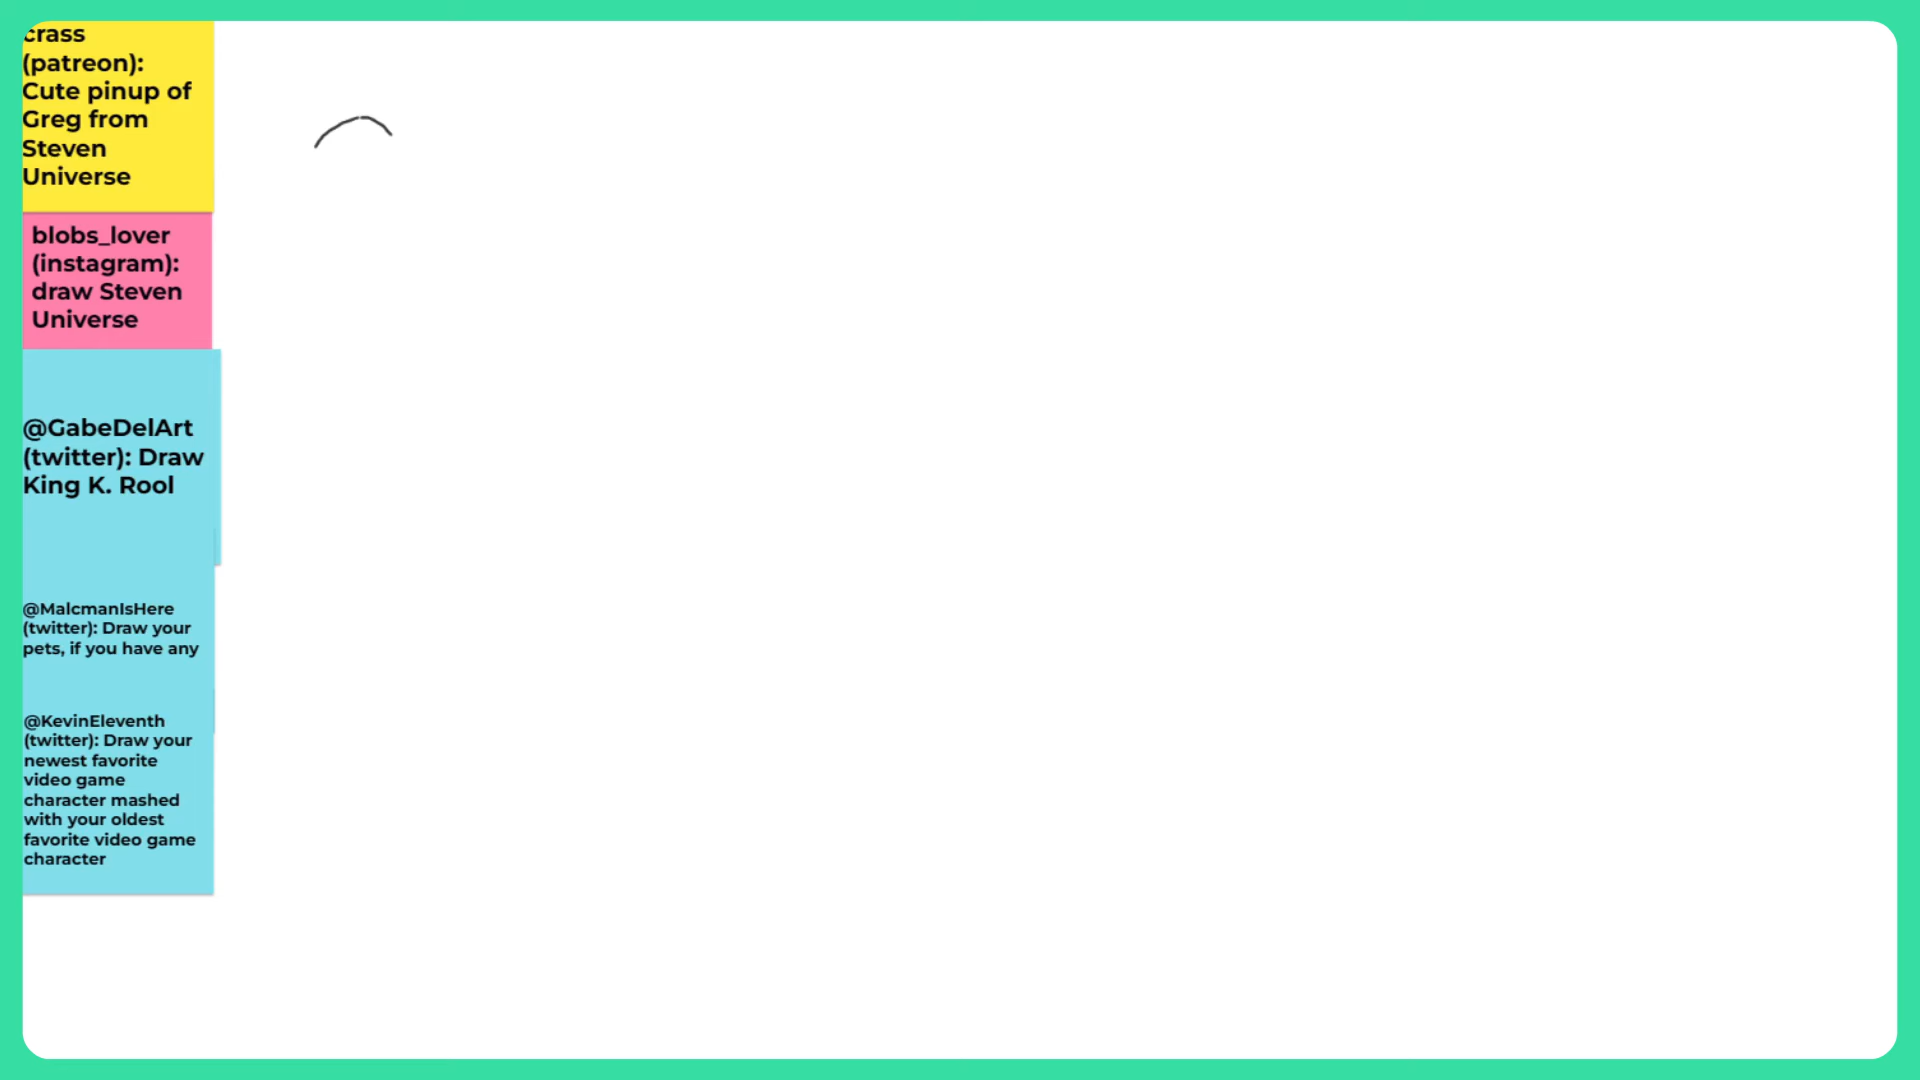 crass
(patreon):
Cute pinup of
Greg from
Steven
Universe
blobs_lover
(instagram):
draw Steven
Universe
@GabeDelArt
(twitter): Draw
King K. Rool
@MalcmanIsHere
(twitter): Draw your
pets, if you have any
@KevinEleventh
(twitter): Draw your
newest favorite
video game
character mashed
with your oldest
favorite video game
character